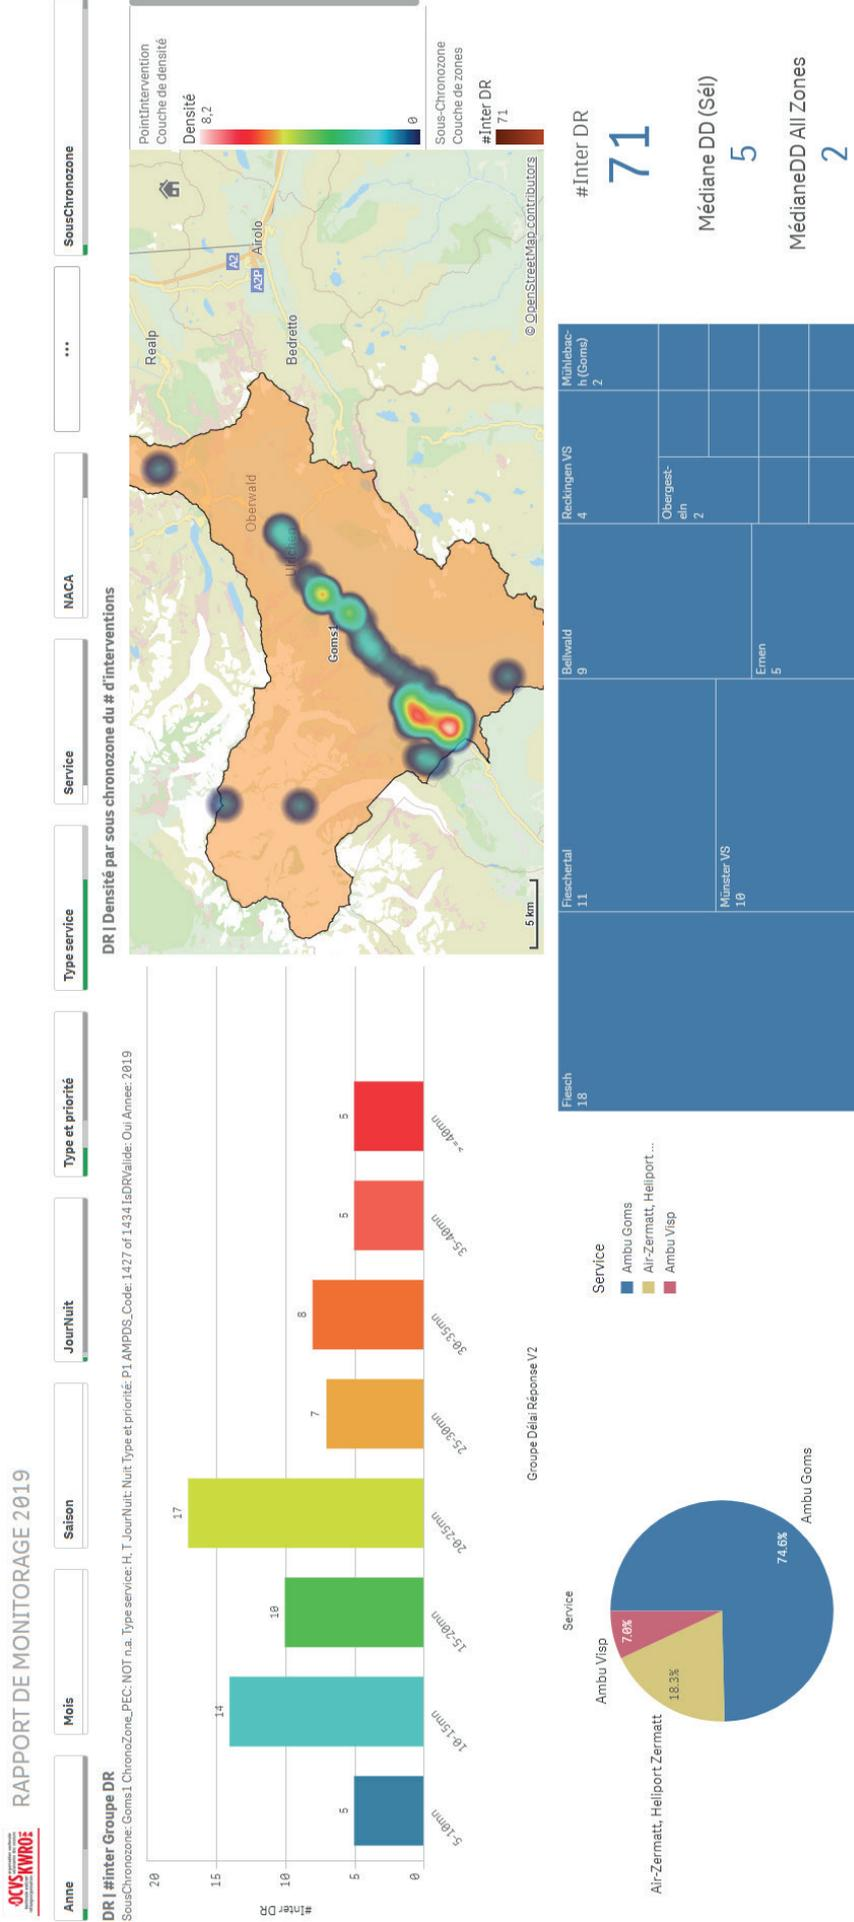 OCVS
KWRO
RAPPORT DE MONITORAGE 2019
Anne
Mois
Saison
JourNuit
Type et priorité
Type service
Service
NACA
...
SousChronozone
DR | #inter Groupe DR
SousChronozone: Goms1 ChronoZone_PEC: NOT n.a. Type service: H, T JourNuit: Nuit Type et priorité: P1 AMPDS_Code: 1427 of 1434 IsDRValide: Oui Annee: 2019
#Inter DR
20
15
10
5
0
5
14
10
17
7
8
5
5
5-10mn
10-15mn
15-20mn
20-25mn
25-30mn
30-35mn
35-40mn
>=40mn
Groupe Délai Réponse V2
DR | Densité par sous chronozone du # d'interventions
Realp
Airolo
A2
A2P
Bedretto
Oberwald
Ulrichen
Goms1
5 km
© OpenStreetMap contributors
PointIntervention
Couche de densité
Densité
8,2
0
Sous-Chronozone
Couche de zones
#Inter DR
71
Service
Ambu Visp
7.0%
18.3%
Air-Zermatt, Heliport Zermatt
74.6%
Ambu Goms
Service
Ambu Goms
Air-Zermatt, Heliport ...
Ambu Visp
Fiesch
18
Fieschertal
11
Münster VS
10
Bellwald
9
Ernen
5
Reckingen VS
4
Obergest-
eln
2
Mühlebac-
h (Goms)
2
#Inter DR
71
Médiane DD (Sél)
5
MédianeDD All Zones
2